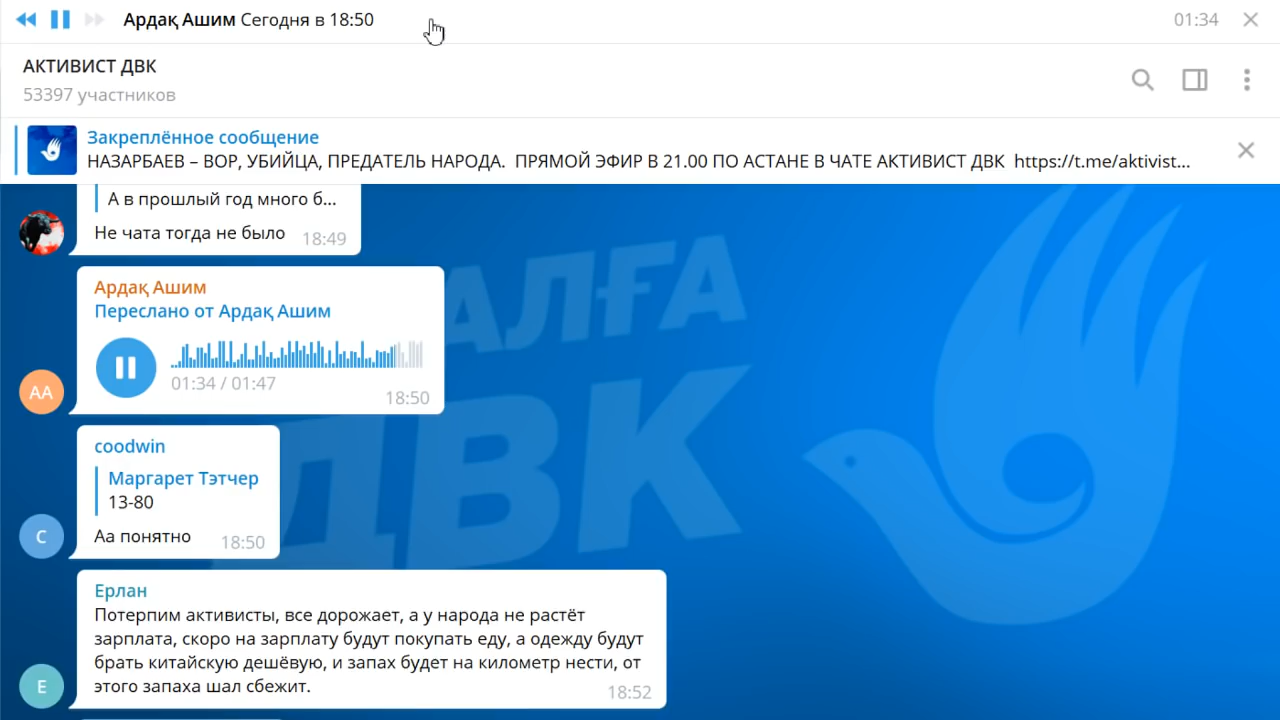 Ардақ Ашим Сегодня в 18:50
01:34
АКТИВИСТ ДВК
53397 участников
Закреплённое сообщение
НАЗАРБАЕВ – ВОР, УБИЙЦА, ПРЕДАТЕЛЬ НАРОДА. ПРЯМОЙ ЭФИР В 21.00 ПО АСТАНЕ В ЧАТЕ АКТИВИСТ ДВК https://t.me/aktivist...
А в прошлый год много б...
Не чата тогда не было
18:49
Ардақ Ашим
Переслано от Ардақ Ашим
01:34 / 01:47
18:50
АА
coodwin
Маргарет Тэтчер
13-80
Аа понятно
18:50
C
Ерлан
Потерпим активисты, все дорожает, а у народа не растёт
зарплата, скоро на зарплату будут покупать еду, а одежду будут
брать китайскую дешёвую, и запах будет на километр нести, от
этого запаха шал сбежит.
18:52
Е
АЛҒА
ДВК